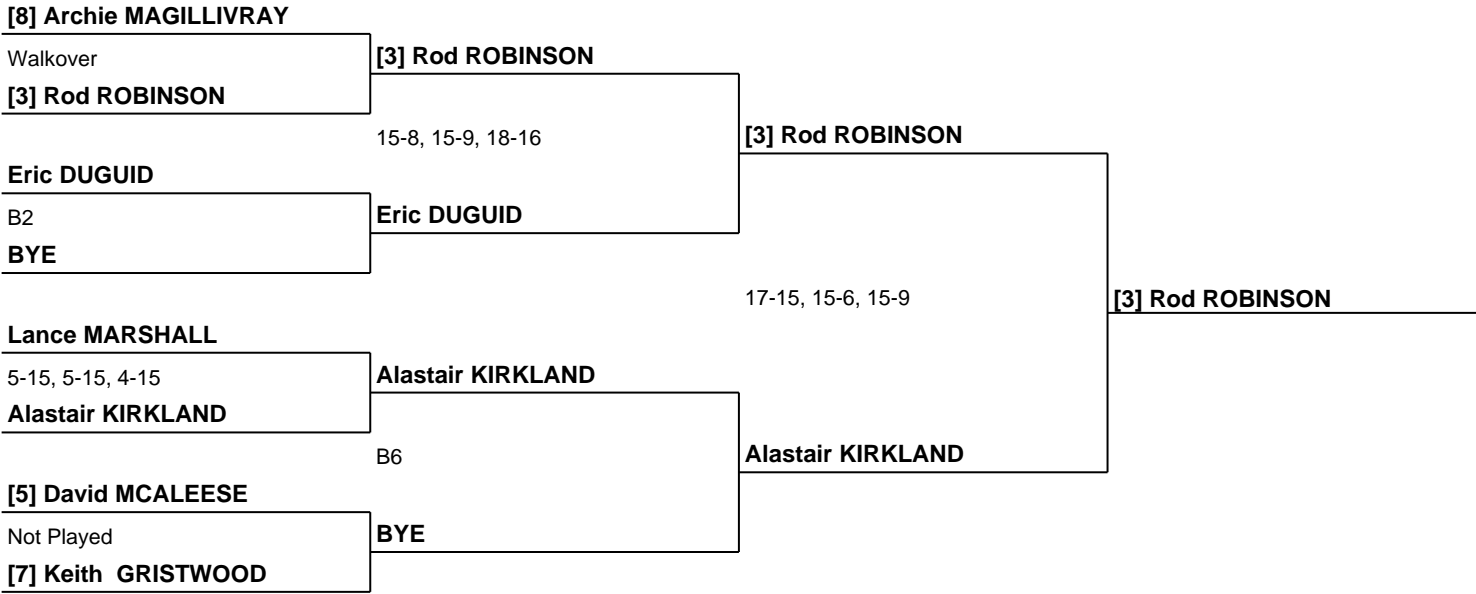 [8] Archie MAGILLIVRAY
Walkover
[3] Rod ROBINSON
[3] Rod ROBINSON
15-8, 15-9, 18-16
[3] Rod ROBINSON
Eric DUGUID
B2
Eric DUGUID
BYE
17-15, 15-6, 15-9
[3] Rod ROBINSON
Lance MARSHALL
5-15, 5-15, 4-15
Alastair KIRKLAND
Alastair KIRKLAND
B6
Alastair KIRKLAND
[5] David MCALEESE
Not Played
BYE
[7] Keith  GRISTWOOD